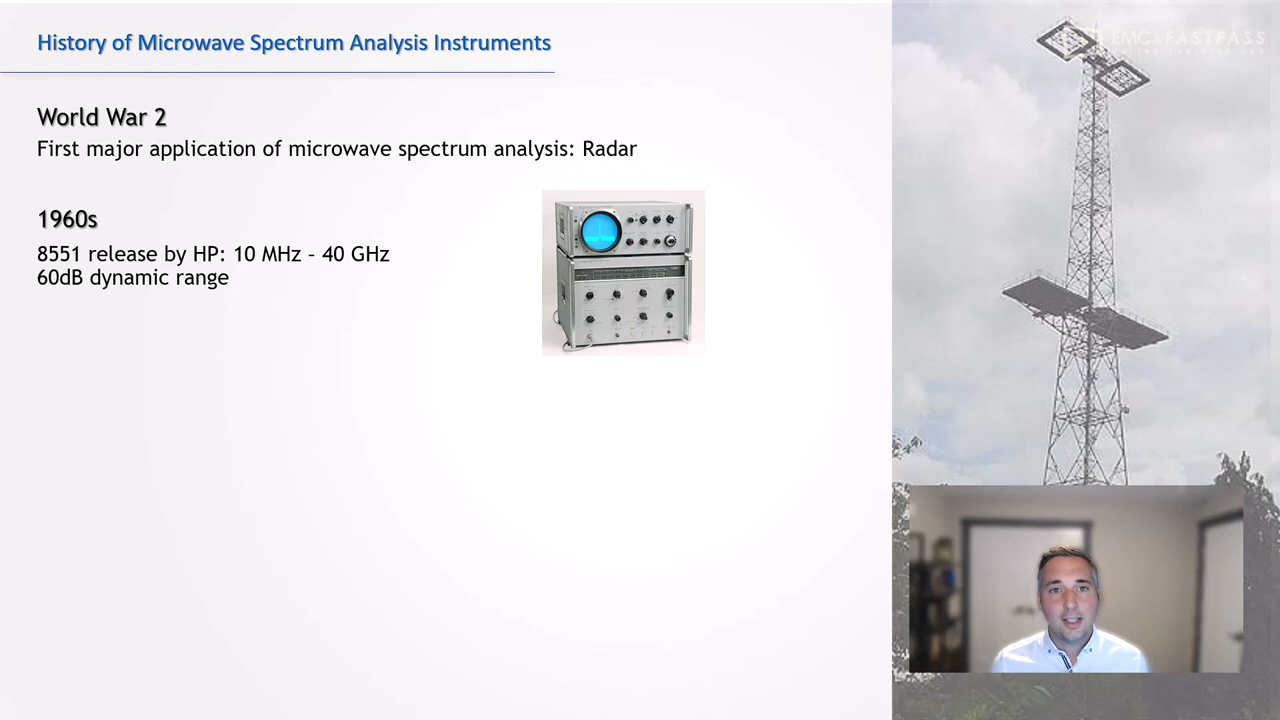 History of Microwave Spectrum Analysis Instruments
EMC FASTPASS
World War 2
First major application of microwave spectrum analysis: Radar
1960s
8551 release by HP: 10 MHz – 40 GHz
60dB dynamic range